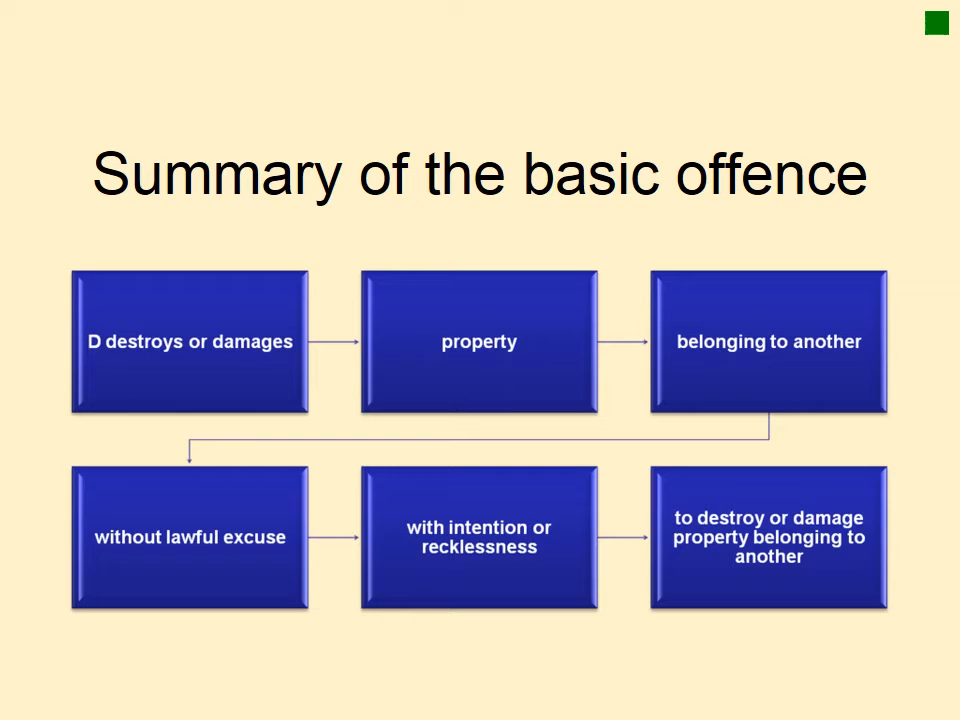 Summary of the basic offence
D destroys or damages
property
belonging to another
without lawful excuse
with intention or
recklessness
to destroy or damage
property belonging to
another